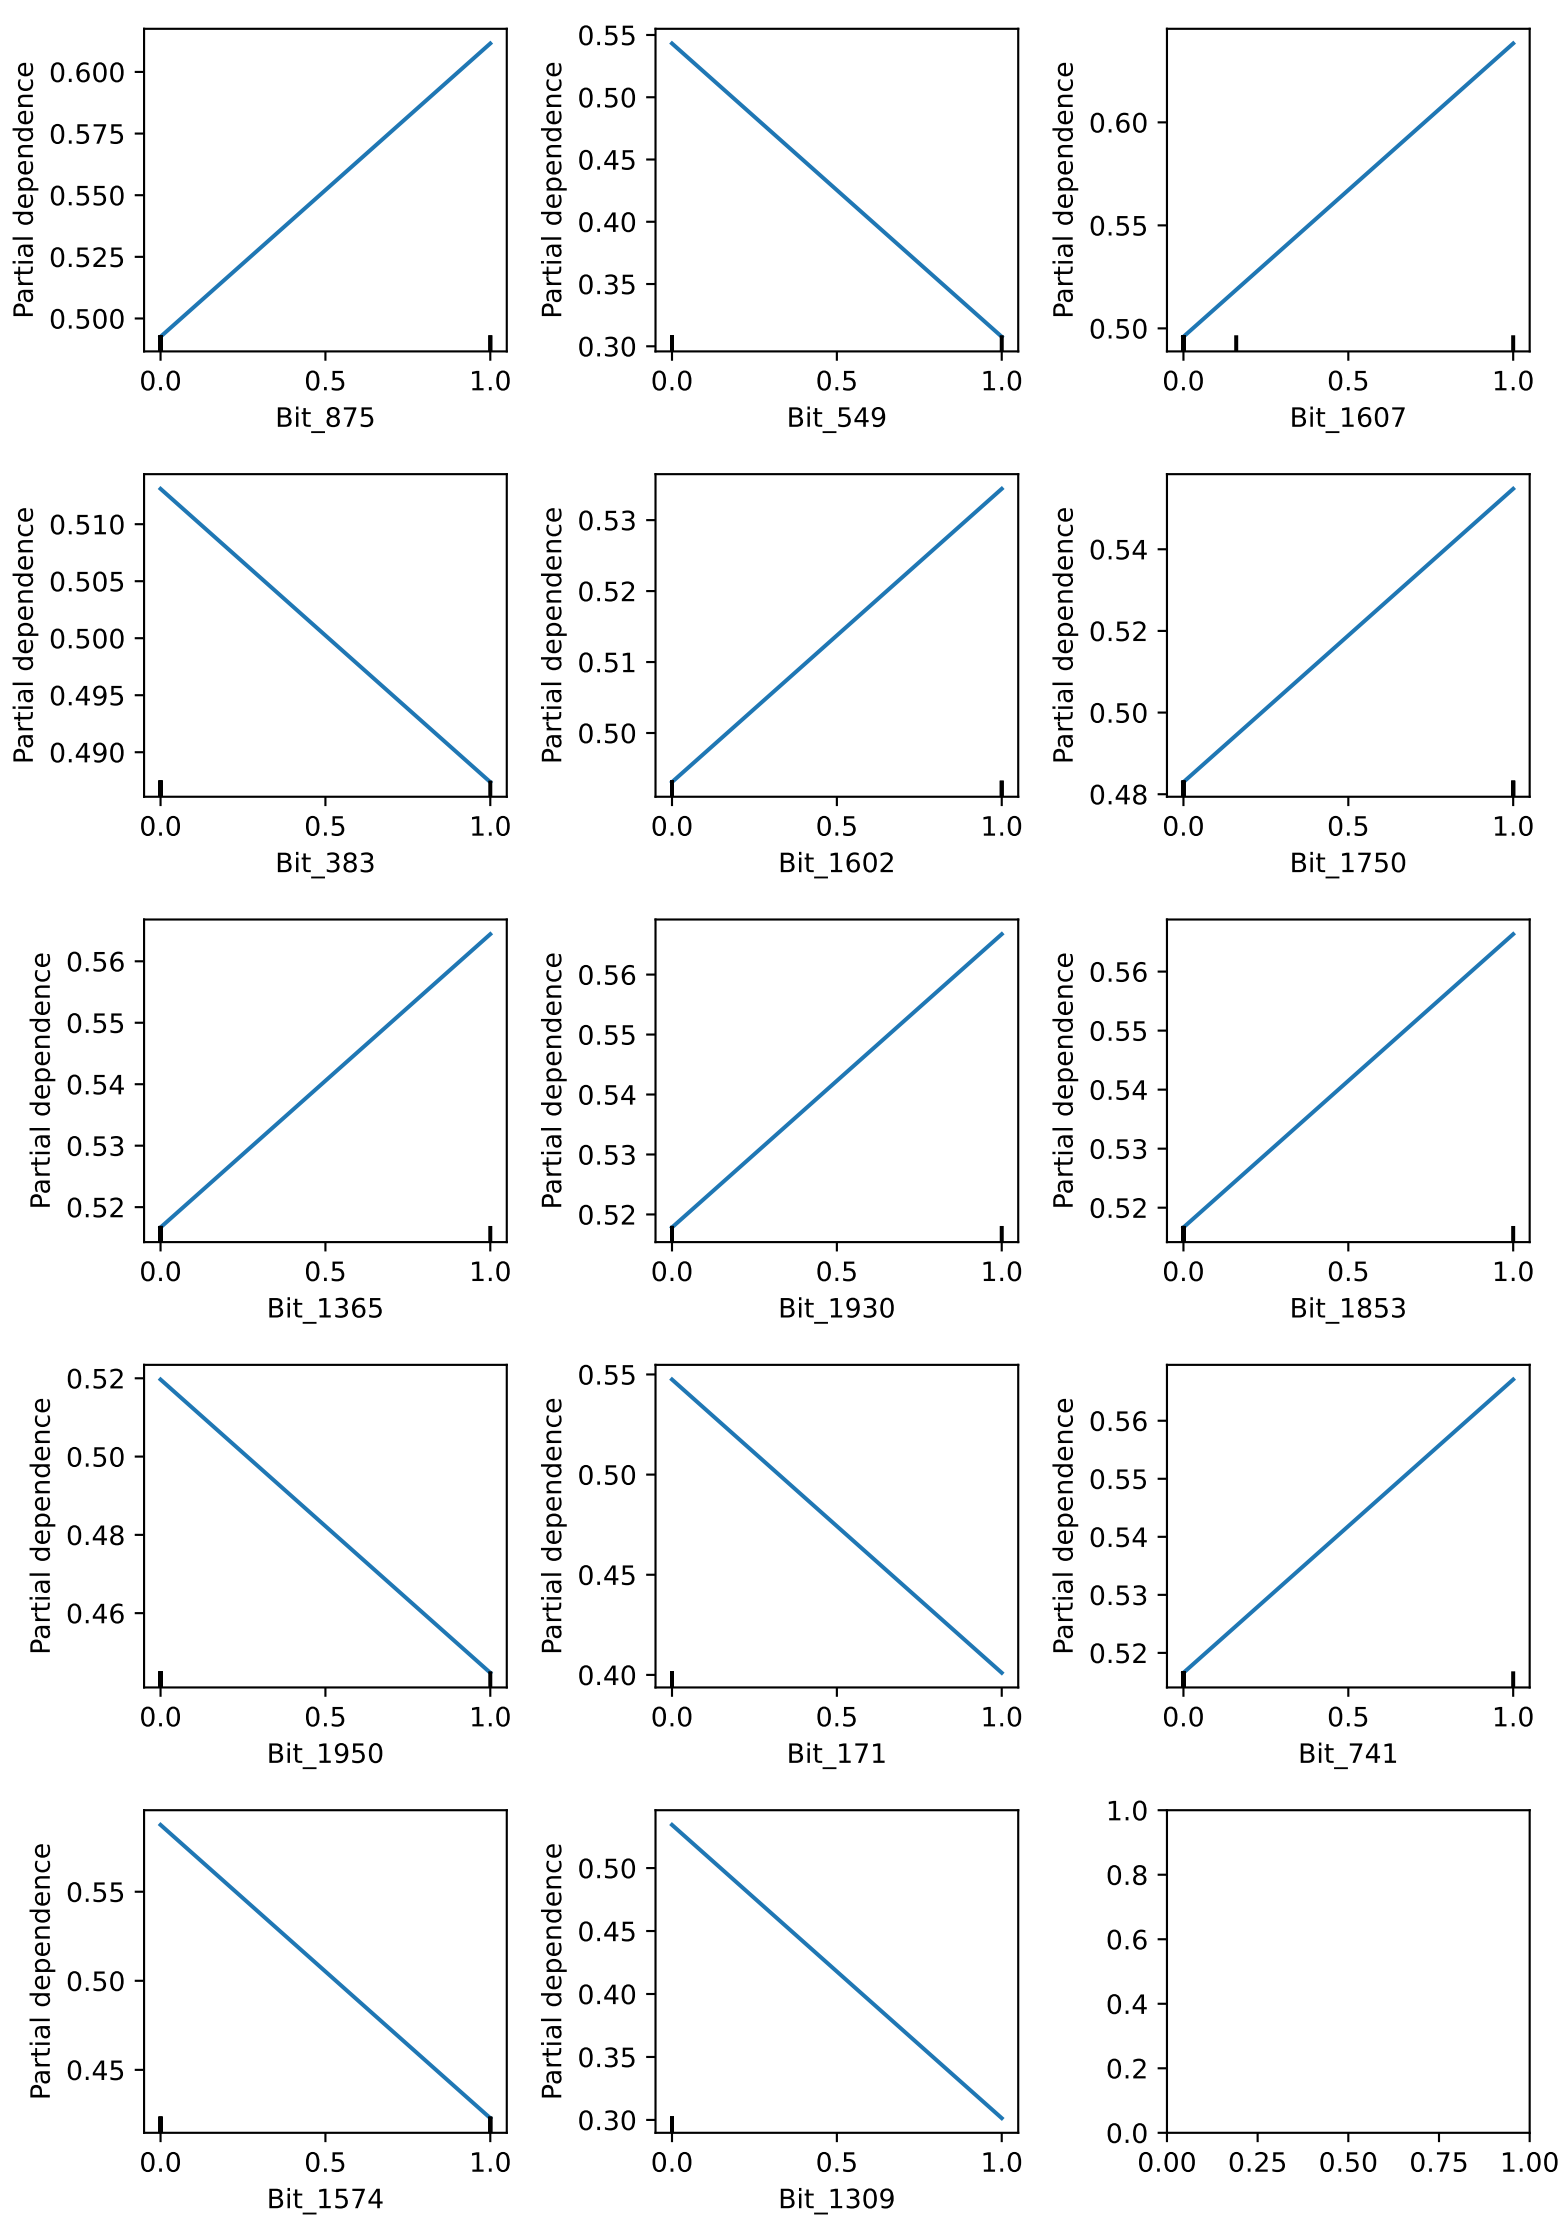 Partial dependence
0.600
0.575
0.550
0.525
0.500
0.0 0.5 1.0
Bit_875
Partial dependence
0.55
0.50
0.45
0.40
0.35
0.30
0.0 0.5 1.0
Bit_549
Partial dependence
0.60
0.55
0.50
0.0 0.5 1.0
Bit_1607
Partial dependence
0.510
0.505
0.500
0.495
0.490
0.0 0.5 1.0
Bit_383
Partial dependence
0.53
0.52
0.51
0.50
0.0 0.5 1.0
Bit_1602
Partial dependence
0.54
0.52
0.50
0.48
0.0 0.5 1.0
Bit_1750
Partial dependence
0.56
0.55
0.54
0.53
0.52
0.0 0.5 1.0
Bit_1365
Partial dependence
0.56
0.55
0.54
0.53
0.52
0.0 0.5 1.0
Bit_1930
Partial dependence
0.56
0.55
0.54
0.53
0.52
0.0 0.5 1.0
Bit_1853
Partial dependence
0.52
0.50
0.48
0.46
0.0 0.5 1.0
Bit_1950
Partial dependence
0.55
0.50
0.45
0.40
0.0 0.5 1.0
Bit_171
Partial dependence
0.56
0.55
0.54
0.53
0.52
0.0 0.5 1.0
Bit_741
Partial dependence
0.55
0.50
0.45
0.0 0.5 1.0
Bit_1574
Partial dependence
0.50
0.45
0.40
0.35
0.30
0.0 0.5 1.0
Bit_1309
1.0
0.8
0.6
0.4
0.2
0.0
0.00 0.25 0.50 0.75 1.00